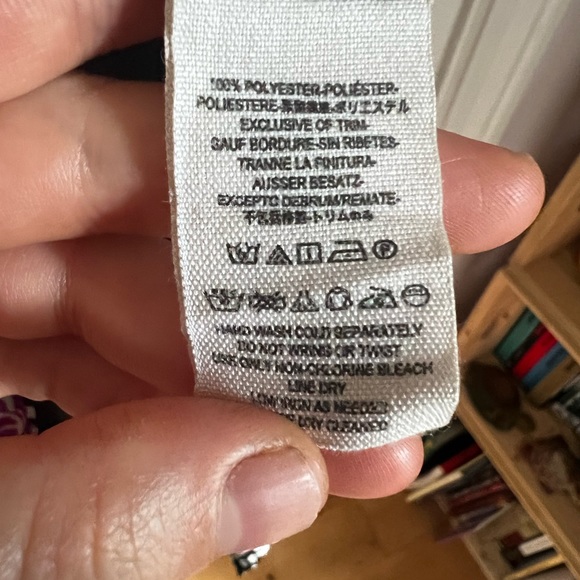 100% POLYESTER-POLIÉSTER-
POLIESTERE-聚酯纖維-ポリエステル
EXCLUSIVE OF TRIM-
SAUF BORDURE-SIN RIBETES-
TRANNE LA FINITURA-
AUSSER BESATZ-
EXCEPTO DEBRUM/REMATE-
不包括修飾-トリムのみ
HAND WASH COLD SEPARATELY
DO NOT WRING OR TWIST
USE ONLY NON-CHLORINE BLEACH
LINE DRY
LOW IRON AS NEEDED
DRY CLEANED